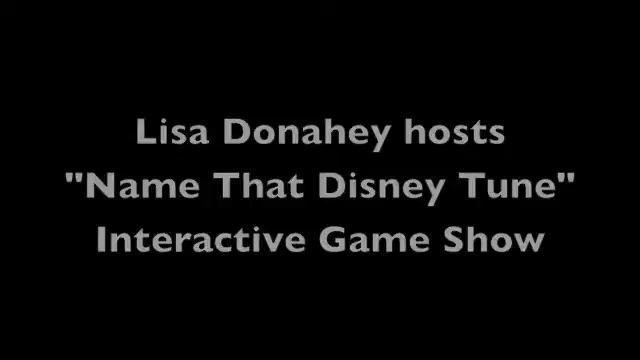 Lisa Donahey hosts
"Name That Disney Tune"
Interactive Game Show